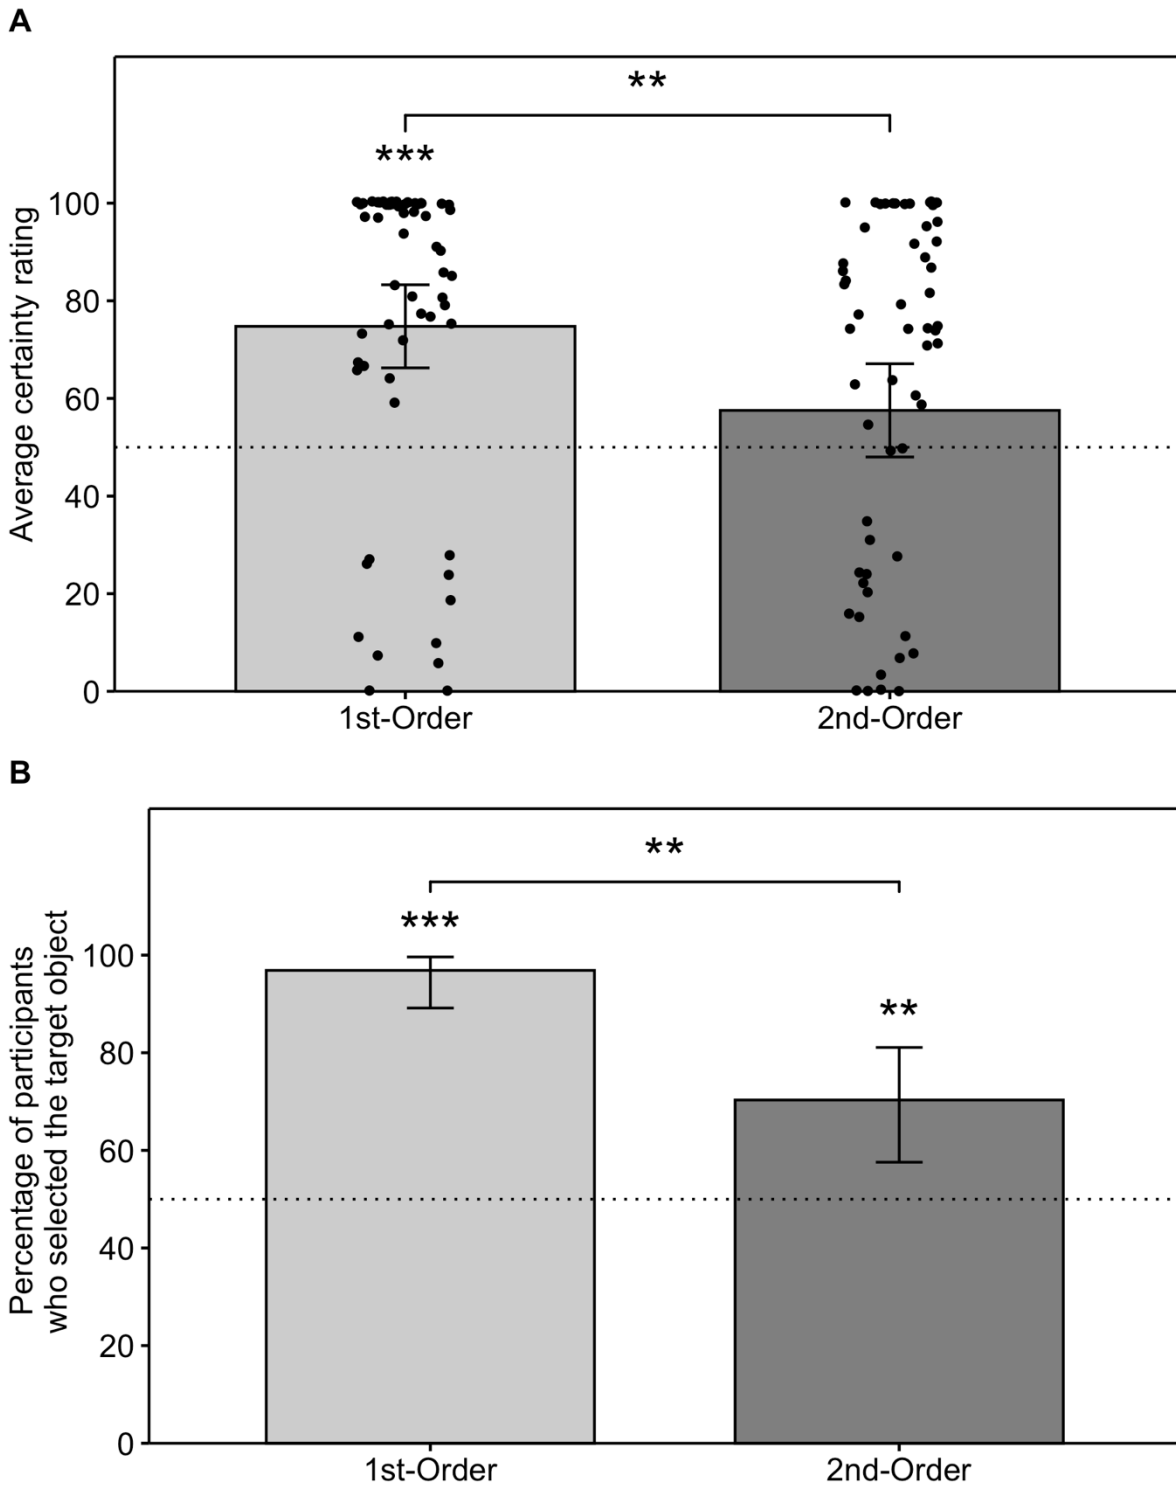 A
**
***
Average certainty rating
100
80
60
40
20
0
1st-Order
2nd-Order
B
**
***
**
Percentage of participants
who selected the target object
100
80
60
40
20
0
1st-Order
2nd-Order